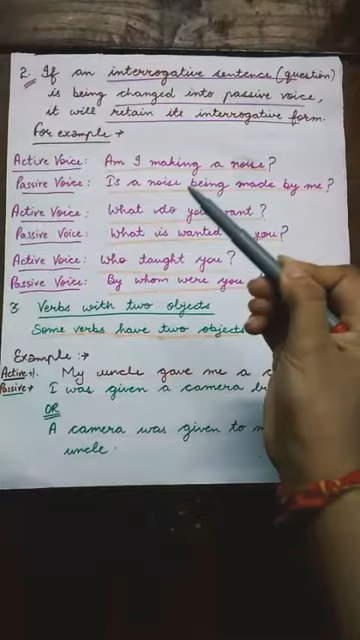 2. If an interrogative sentence (question)
is being changed into passive voice,
it will retain its interrogative form.
For example →
Active Voice: Am I making a noise?
Passive Voice: Is a noise being made by me?
Active Voice: What do you want?
Passive Voice: What is wanted you?
Active Voice: Who taught you?
Passive Voice: By whom were you
3. Verbs with two objects
Some verbs have two objects
Example :→
Active→. My uncle gave me a
Passive→ I was given a camera
OR
A camera was given to
uncle.